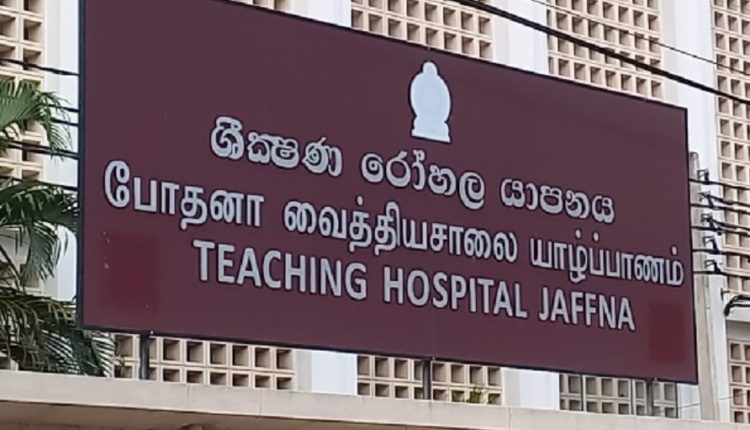 ශික්ෂණ රෝහල යාපනය
போதனா வைத்தியசாலை யாழ்ப்பாணம்
TEACHING HOSPITAL JAFFNA